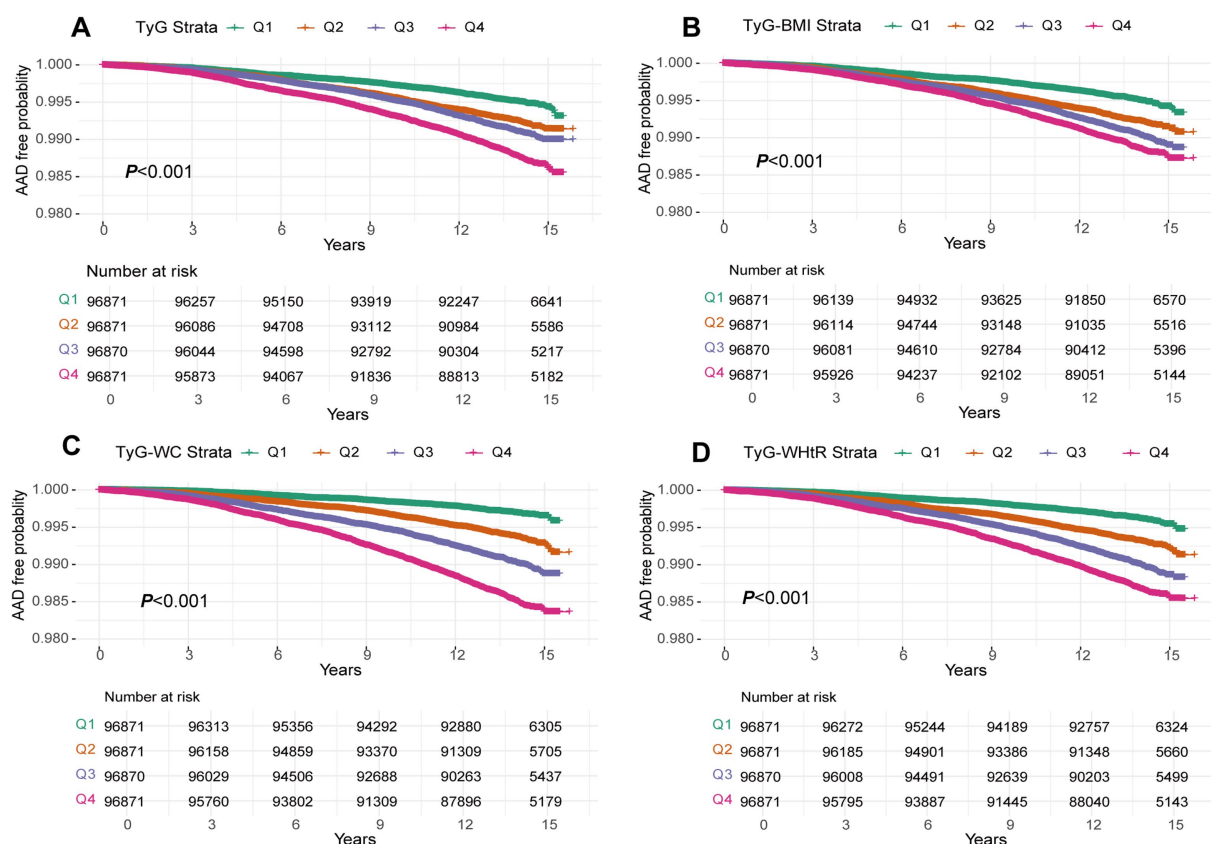 A
TyG Strata Q1 Q2 Q3 Q4
AAD free probablity
1.000
0.995
0.990
0.985
0.980
P<0.001
0 3 6 9 12 15
Years
Number at risk
Q1 96871 96257 95150 93919 92247 6641
Q2 96871 96086 94708 93112 90984 5586
Q3 96870 96044 94598 92792 90304 5217
Q4 96871 95873 94067 91836 88813 5182
0 3 6 9 12 15
Years
B
TyG-BMI Strata Q1 Q2 Q3 Q4
AAD free probablity
1.000
0.995
0.990
0.985
0.980
P<0.001
0 3 6 9 12 15
Years
Number at risk
Q1 96871 96139 94932 93625 91850 6570
Q2 96871 96114 94744 93148 91035 5516
Q3 96870 96081 94610 92784 90412 5396
Q4 96871 95926 94237 92102 89051 5144
0 3 6 9 12 15
Years
C
TyG-WC Strata Q1 Q2 Q3 Q4
AAD free probablity
1.000
0.995
0.990
0.985
0.980
P<0.001
0 3 6 9 12 15
Years
Number at risk
Q1 96871 96313 95356 94292 92880 6305
Q2 96871 96158 94859 93370 91309 5705
Q3 96870 96029 94506 92688 90263 5437
Q4 96871 95760 93802 91309 87896 5179
0 3 6 9 12 15
Years
D
TyG-WHtR Strata Q1 Q2 Q3 Q4
AAD free probablity
1.000
0.995
0.990
0.985
0.980
P<0.001
0 3 6 9 12 15
Years
Number at risk
Q1 96871 96272 95244 94189 92757 6324
Q2 96871 96185 94901 93386 91348 5660
Q3 96870 96008 94491 92639 90203 5499
Q4 96871 95795 93887 91445 88040 5143
0 3 6 9 12 15
Years